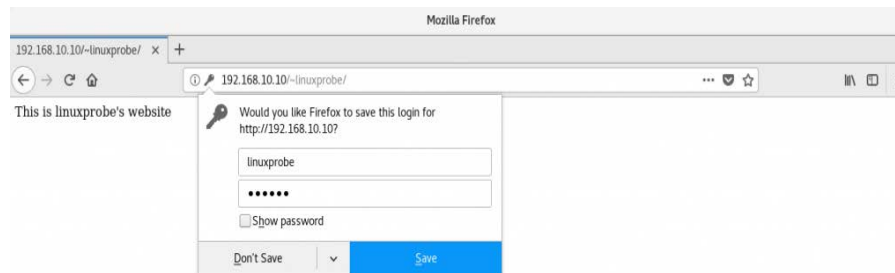 Mozilla Firefox
192.168.10.10/~linuxprobe/ × +
192.168.10.10/~linuxprobe/
This is linuxprobe's website
Would you like Firefox to save this login for
http://192.168.10.10?
linuxprobe
••••••
Show password
Don't Save
Save